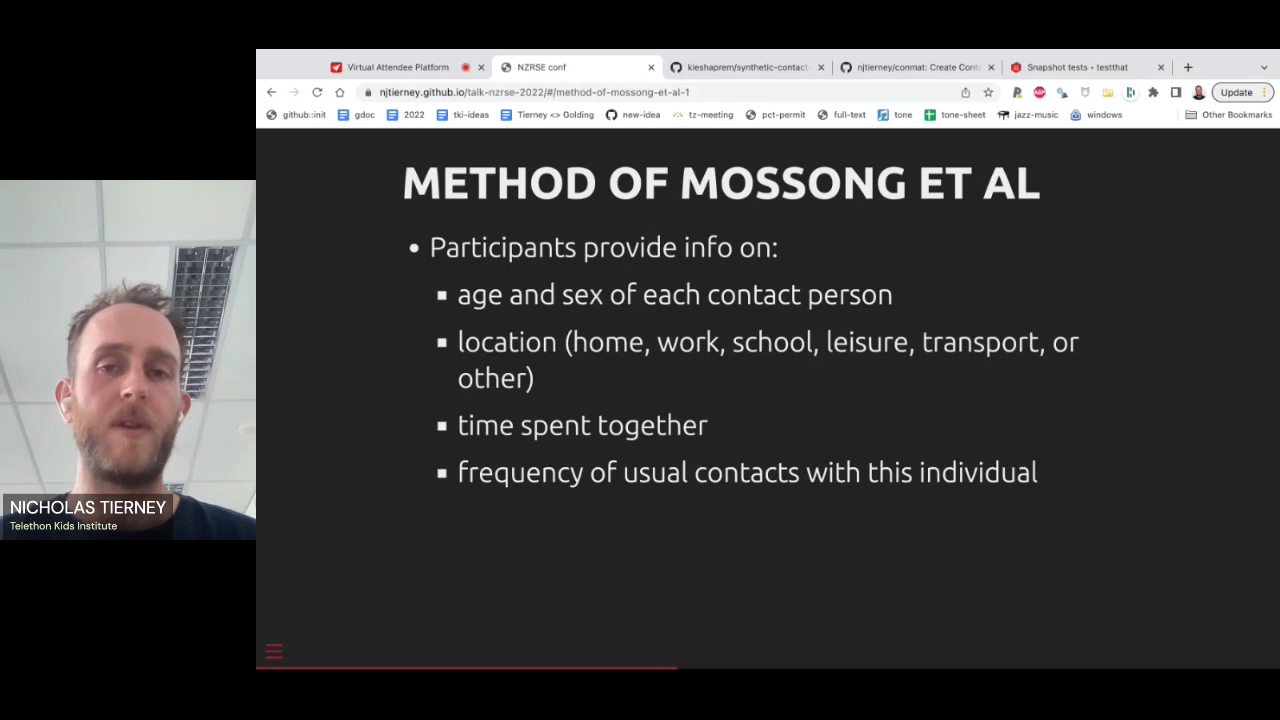 Virtual Attendee Platform
NZRSE conf
kieshaprem/synthetic-contact-
njtierney/conmat: Create Conta
Snapshot tests • testthat
njtierney.github.io/talk-nzrse-2022/#/method-of-mossong-et-al-1
Update
github::init
gdoc
2022
tki-ideas
Tierney <> Golding
new-idea
tz-meeting
pct-permit
full-text
tone
tone-sheet
jazz-music
windows
Other Bookmarks
METHOD OF MOSSONG ET AL
• Participants provide info on:
▪ age and sex of each contact person
▪ location (home, work, school, leisure, transport, or
other)
▪ time spent together
▪ frequency of usual contacts with this individual
NICHOLAS TIERNEY
Telethon Kids Institute